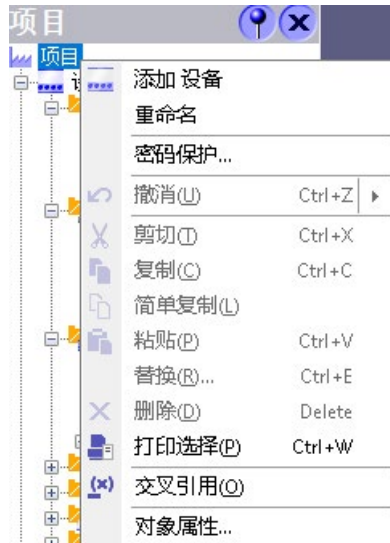 项目
项目
添加 设备
重命名
密码保护...
撤消(U) Ctrl+Z
剪切(T) Ctrl+X
复制(C) Ctrl+C
简单复制(L)
粘贴(P) Ctrl+V
替换(R)... Ctrl+E
删除(D) Delete
打印选择(P) Ctrl+W
交叉引用(O)
对象属性...